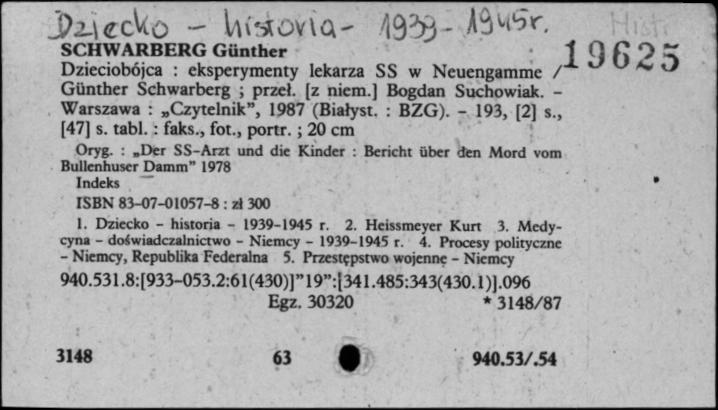 Dziecko - historia - 1939-1945r. Histr
SCHWARBERG Günther 19625
Dzieciobójca : eksperymenty lekarza SS w Neuengamme /
Günther Schwarberg ; przeł. [z niem.] Bogdan Suchowiak. –
Warszawa : „Czytelnik”, 1987 (Białyst. : BZG). – 193, [2] s.,
[47] s. tabl. : faks., fot., portr. ; 20 cm
Oryg. : „Der SS-Arzt und die Kinder : Bericht über den Mord vom
Bullenhuser Damm” 1978
Indeks
ISBN 83-07-01057-8 : zł 300
1. Dziecko – historia – 1939-1945 r. 2. Heissmeyer Kurt 3. Medy-
cyna – doświadczalnictwo – Niemcy – 1939-1945 r. 4. Procesy polityczne
– Niemcy, Republika Federalna 5. Przestępstwo wojenne – Niemcy
940.531.8:[933-053.2:61(430)]”19”:[341.485:343(430.1)].096
Egz. 30320 * 3148/87
3148 63 940.53/.54